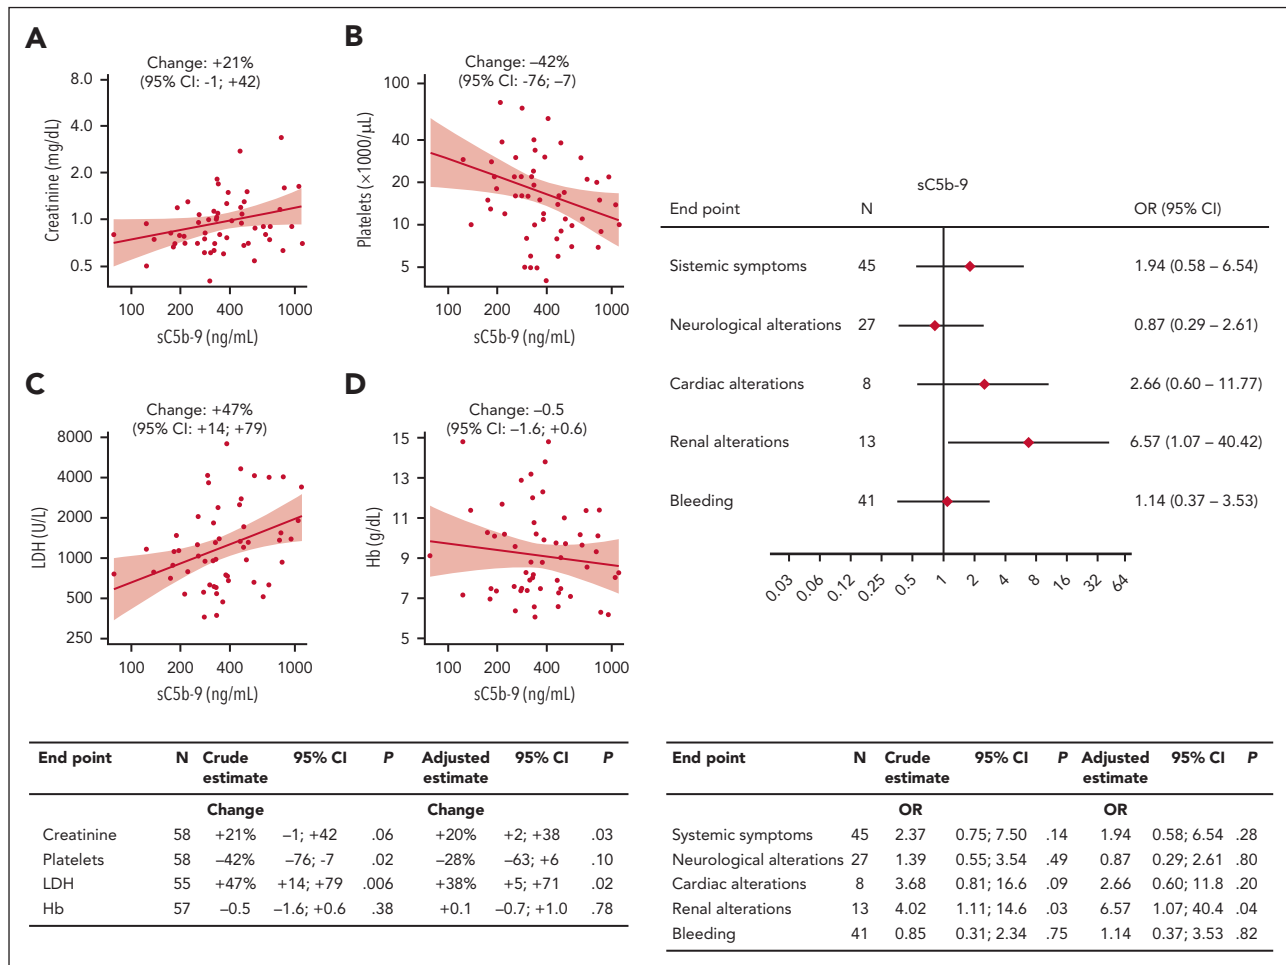 A
Change: +21%
(95% CI: -1; +42)
Creatinine (mg/dL)
8.0
4.0
2.0
1.0
0.5
100 200 400 1000
sC5b-9 (ng/mL)
B
Change: –42%
(95% CI: -76; –7)
Platelets (×1000/μL)
100
40
20
10
5
100 200 400 1000
sC5b-9 (ng/mL)
C
Change: +47%
(95% CI: +14; +79)
LDH (U/L)
8000
4000
2000
1000
500
250
100 200 400 1000
sC5b-9 (ng/mL)
D
Change: –0.5
(95% CI: –1.6; +0.6)
Hb (g/dL)
15
13
11
9
7
5
100 200 400 1000
sC5b-9 (ng/mL)
sC5b-9
End point N OR (95% CI)
Sistemic symptoms 45 1.94 (0.58 – 6.54)
Neurological alterations 27 0.87 (0.29 – 2.61)
Cardiac alterations 8 2.66 (0.60 – 11.77)
Renal alterations 13 6.57 (1.07 – 40.42)
Bleeding 41 1.14 (0.37 – 3.53)
0.03 0.06 0.12 0.25 0.5 1 2 4 8 16 32 64
End point N Crude 95% CI P Adjusted 95% CI P
estimate estimate
Change Change
Creatinine 58 +21% –1; +42 .06 +20% +2; +38 .03
Platelets 58 –42% –76; -7 .02 –28% –63; +6 .10
LDH 55 +47% +14; +79 .006 +38% +5; +71 .02
Hb 57 –0.5 –1.6; +0.6 .38 +0.1 –0.7; +1.0 .78
End point N Crude 95% CI P Adjusted 95% CI P
estimate estimate
OR OR
Systemic symptoms 45 2.37 0.75; 7.50 .14 1.94 0.58; 6.54 .28
Neurological alterations 27 1.39 0.55; 3.54 .49 0.87 0.29; 2.61 .80
Cardiac alterations 8 3.68 0.81; 16.6 .09 2.66 0.60; 11.8 .20
Renal alterations 13 4.02 1.11; 14.6 .03 6.57 1.07; 40.4 .04
Bleeding 41 0.85 0.31; 2.34 .75 1.14 0.37; 3.53 .82